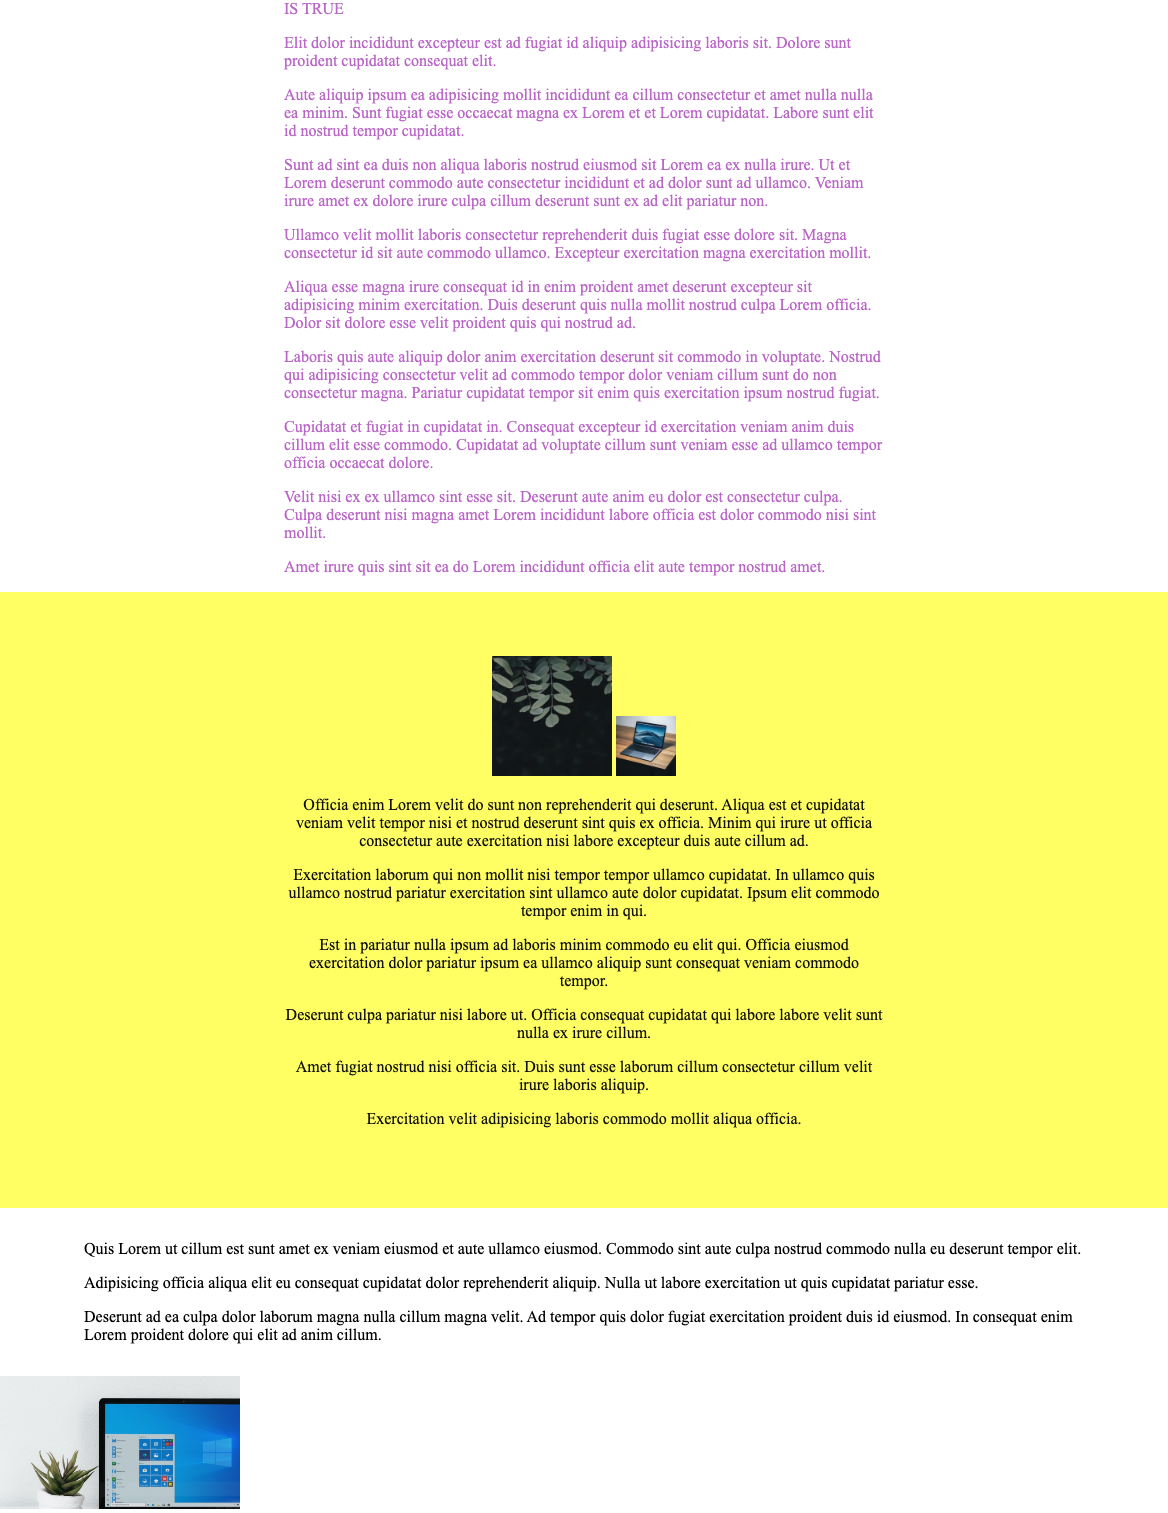 IS TRUE
Elit dolor incididunt excepteur est ad fugiat id aliquip adipisicing laboris sit. Dolore sunt
proident cupidatat consequat elit.
Aute aliquip ipsum ea adipisicing mollit incididunt ea cillum consectetur et amet nulla nulla
ea minim. Sunt fugiat esse occaecat magna ex Lorem et et Lorem cupidatat. Labore sunt elit
id nostrud tempor cupidatat.
Sunt ad sint ea duis non aliqua laboris nostrud eiusmod sit Lorem ea ex nulla irure. Ut et
Lorem deserunt commodo aute consectetur incididunt et ad dolor sunt ad ullamco. Veniam
irure amet ex dolore irure culpa cillum deserunt sunt ex ad elit pariatur non.
Ullamco velit mollit laboris consectetur reprehenderit duis fugiat esse dolore sit. Magna
consectetur id sit aute commodo ullamco. Excepteur exercitation magna exercitation mollit.
Aliqua esse magna irure consequat id in enim proident amet deserunt excepteur sit
adipisicing minim exercitation. Duis deserunt quis nulla mollit nostrud culpa Lorem officia.
Dolor sit dolore esse velit proident quis qui nostrud ad.
Laboris quis aute aliquip dolor anim exercitation deserunt sit commodo in voluptate. Nostrud
qui adipisicing consectetur velit ad commodo tempor dolor veniam cillum sunt do non
consectetur magna. Pariatur cupidatat tempor sit enim quis exercitation ipsum nostrud fugiat.
Cupidatat et fugiat in cupidatat in. Consequat excepteur id exercitation veniam anim duis
cillum elit esse commodo. Cupidatat ad voluptate cillum sunt veniam esse ad ullamco tempor
officia occaecat dolore.
Velit nisi ex ex ullamco sint esse sit. Deserunt aute anim eu dolor est consectetur culpa.
Culpa deserunt nisi magna amet Lorem incididunt labore officia est dolor commodo nisi sint
mollit.
Amet irure quis sint sit ea do Lorem incididunt officia elit aute tempor nostrud amet.
Officia enim Lorem velit do sunt non reprehenderit qui deserunt. Aliqua est et cupidatat
veniam velit tempor nisi et nostrud deserunt sint quis ex officia. Minim qui irure ut officia
consectetur aute exercitation nisi labore excepteur duis aute cillum ad.
Exercitation laborum qui non mollit nisi tempor tempor ullamco cupidatat. In ullamco quis
ullamco nostrud pariatur exercitation sint ullamco aute dolor cupidatat. Ipsum elit commodo
tempor enim in qui.
Est in pariatur nulla ipsum ad laboris minim commodo eu elit qui. Officia eiusmod
exercitation dolor pariatur ipsum ea ullamco aliquip sunt consequat veniam commodo
tempor.
Deserunt culpa pariatur nisi labore ut. Officia consequat cupidatat qui labore labore velit sunt
nulla ex irure cillum.
Amet fugiat nostrud nisi officia sit. Duis sunt esse laborum cillum consectetur cillum velit
irure laboris aliquip.
Exercitation velit adipisicing laboris commodo mollit aliqua officia.
Quis Lorem ut cillum est sunt amet ex veniam eiusmod et aute ullamco eiusmod. Commodo sint aute culpa nostrud commodo nulla eu deserunt tempor elit.
Adipisicing officia aliqua elit eu consequat cupidatat dolor reprehenderit aliquip. Nulla ut labore exercitation ut quis cupidatat pariatur esse.
Deserunt ad ea culpa dolor laborum magna nulla cillum magna velit. Ad tempor quis dolor fugiat exercitation proident duis id eiusmod. In consequat enim
Lorem proident dolore qui elit ad anim cillum.